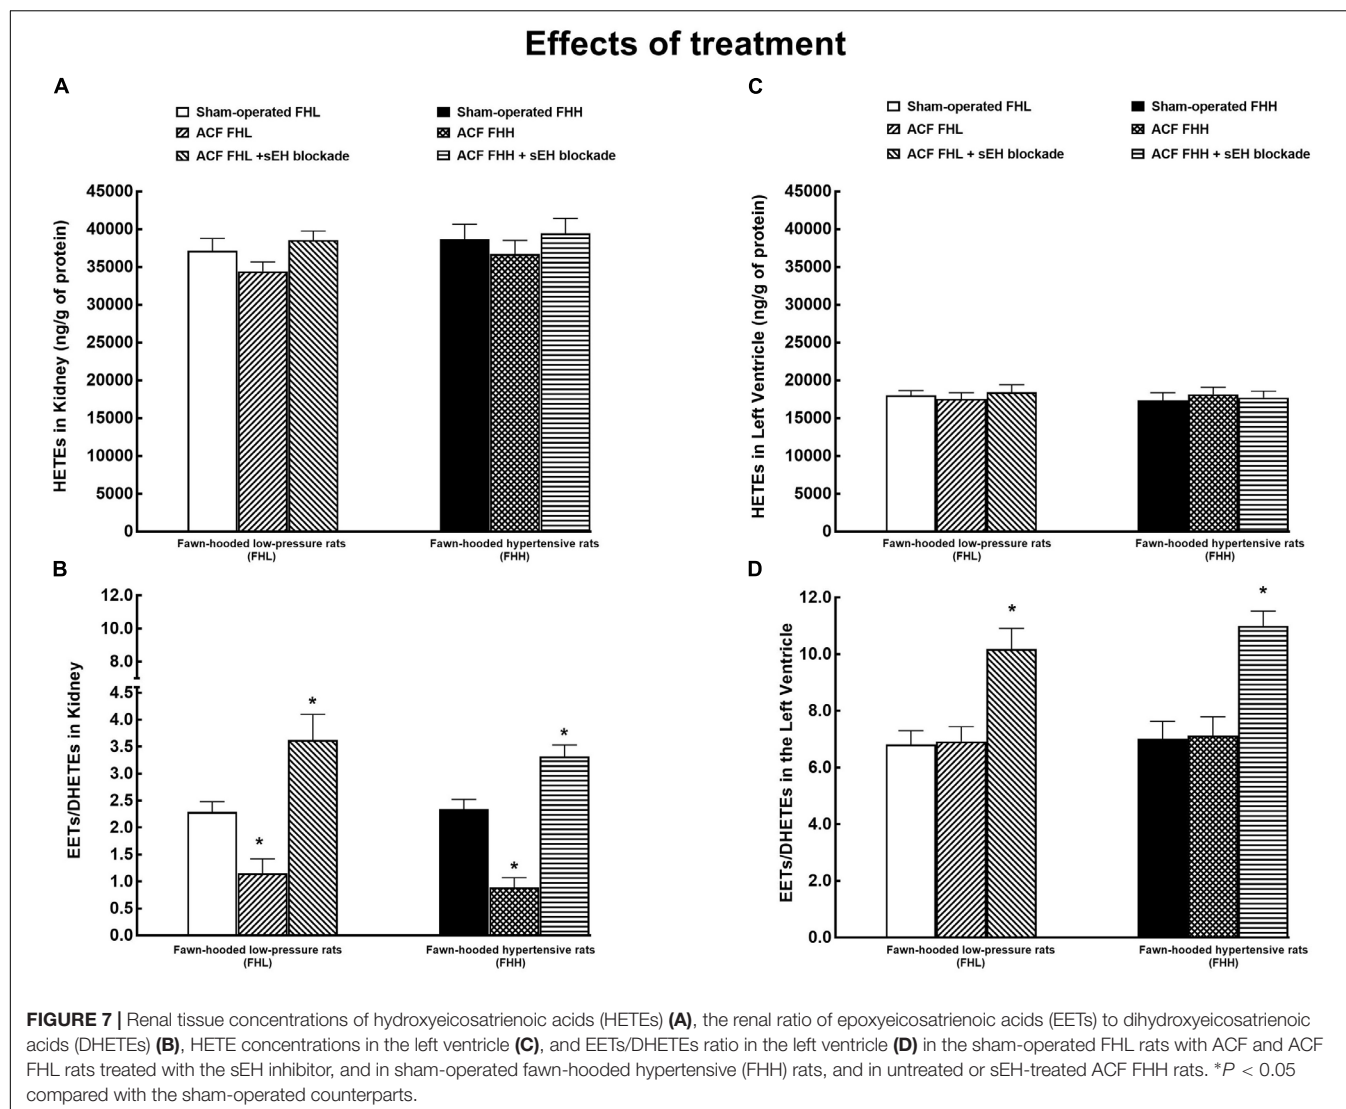 Effects of treatment
A
Sham-operated FHL
Sham-operated FHH
ACF FHL
ACF FHH
ACF FHL +sEH blockade
ACF FHH + sEH blockade
HETEs in Kidney (ng/g of protein)
45000
40000
35000
30000
25000
20000
15000
10000
5000
0
Fawn-hooded low-pressure rats
(FHL)
Fawn-hooded hypertensive rats
(FHH)
B
EETs/DHETEs in Kidney
12.0
10.0
8.0
6.0
4.5
4.0
3.5
3.0
2.5
2.0
1.5
1.0
0.5
0.0
*
*
*
*
Fawn-hooded low-pressure rats
(FHL)
Fawn-hooded hypertensive rats
(FHH)
C
Sham-operated FHL
Sham-operated FHH
ACF FHL
ACF FHH
ACF FHL + sEH blockade
ACF FHH + sEH blockade
HETEs in Left Ventricle (ng/g of protein)
45000
40000
35000
30000
25000
20000
15000
10000
5000
0
Fawn-hooded low-pressure rats
(FHL)
Fawn-hooded hypertensive rats
(FHH)
D
EETs/DHETEs in the Left Ventricle
12.0
10.0
8.0
6.0
4.0
2.0
0.0
*
*
Fawn-hooded low-pressure rats
(FHL)
Fawn-hooded hypertensive rats
(FHH)
FIGURE 7 | Renal tissue concentrations of hydroxyeicosatrienoic acids (HETEs) (A), the renal ratio of epoxyeicosatrienoic acids (EETs) to dihydroxyeicosatrienoic
acids (DHETEs) (B), HETE concentrations in the left ventricle (C), and EETs/DHETEs ratio in the left ventricle (D) in the sham-operated FHL rats with ACF and ACF
FHL rats treated with the sEH inhibitor, and in sham-operated fawn-hooded hypertensive (FHH) rats, and in untreated or sEH-treated ACF FHH rats. *P < 0.05
compared with the sham-operated counterparts.